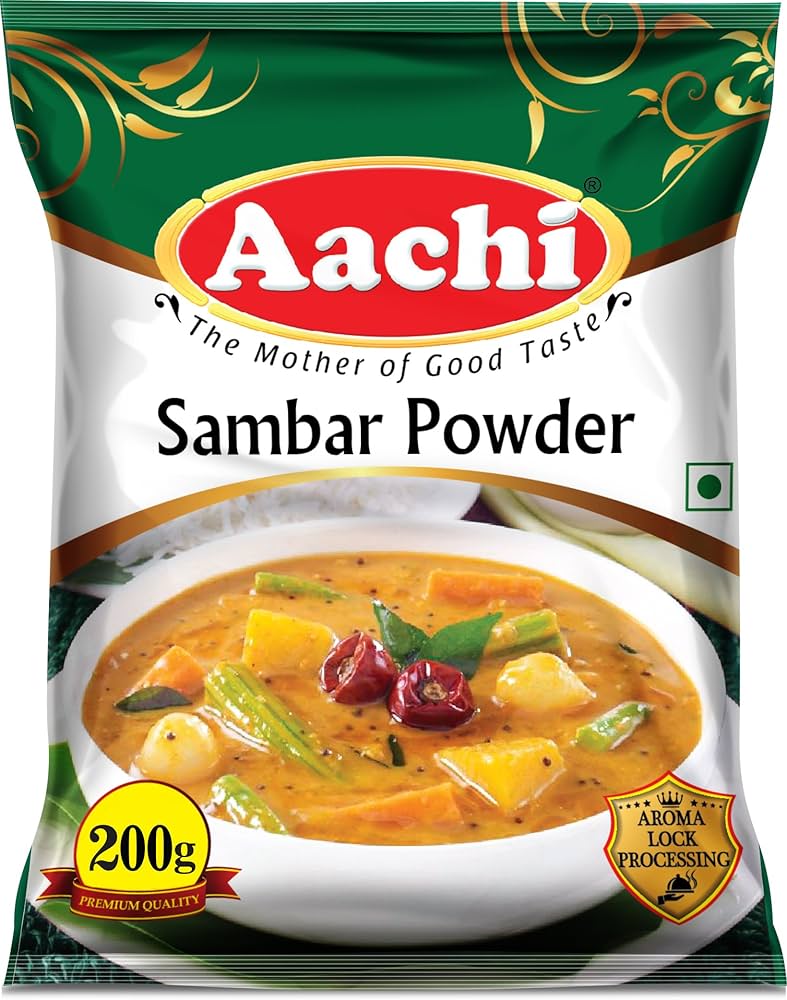 Aachi®
The Mother of Good Taste
Sambar Powder
200g
PREMIUM QUALITY
AROMA
LOCK
PROCESSING